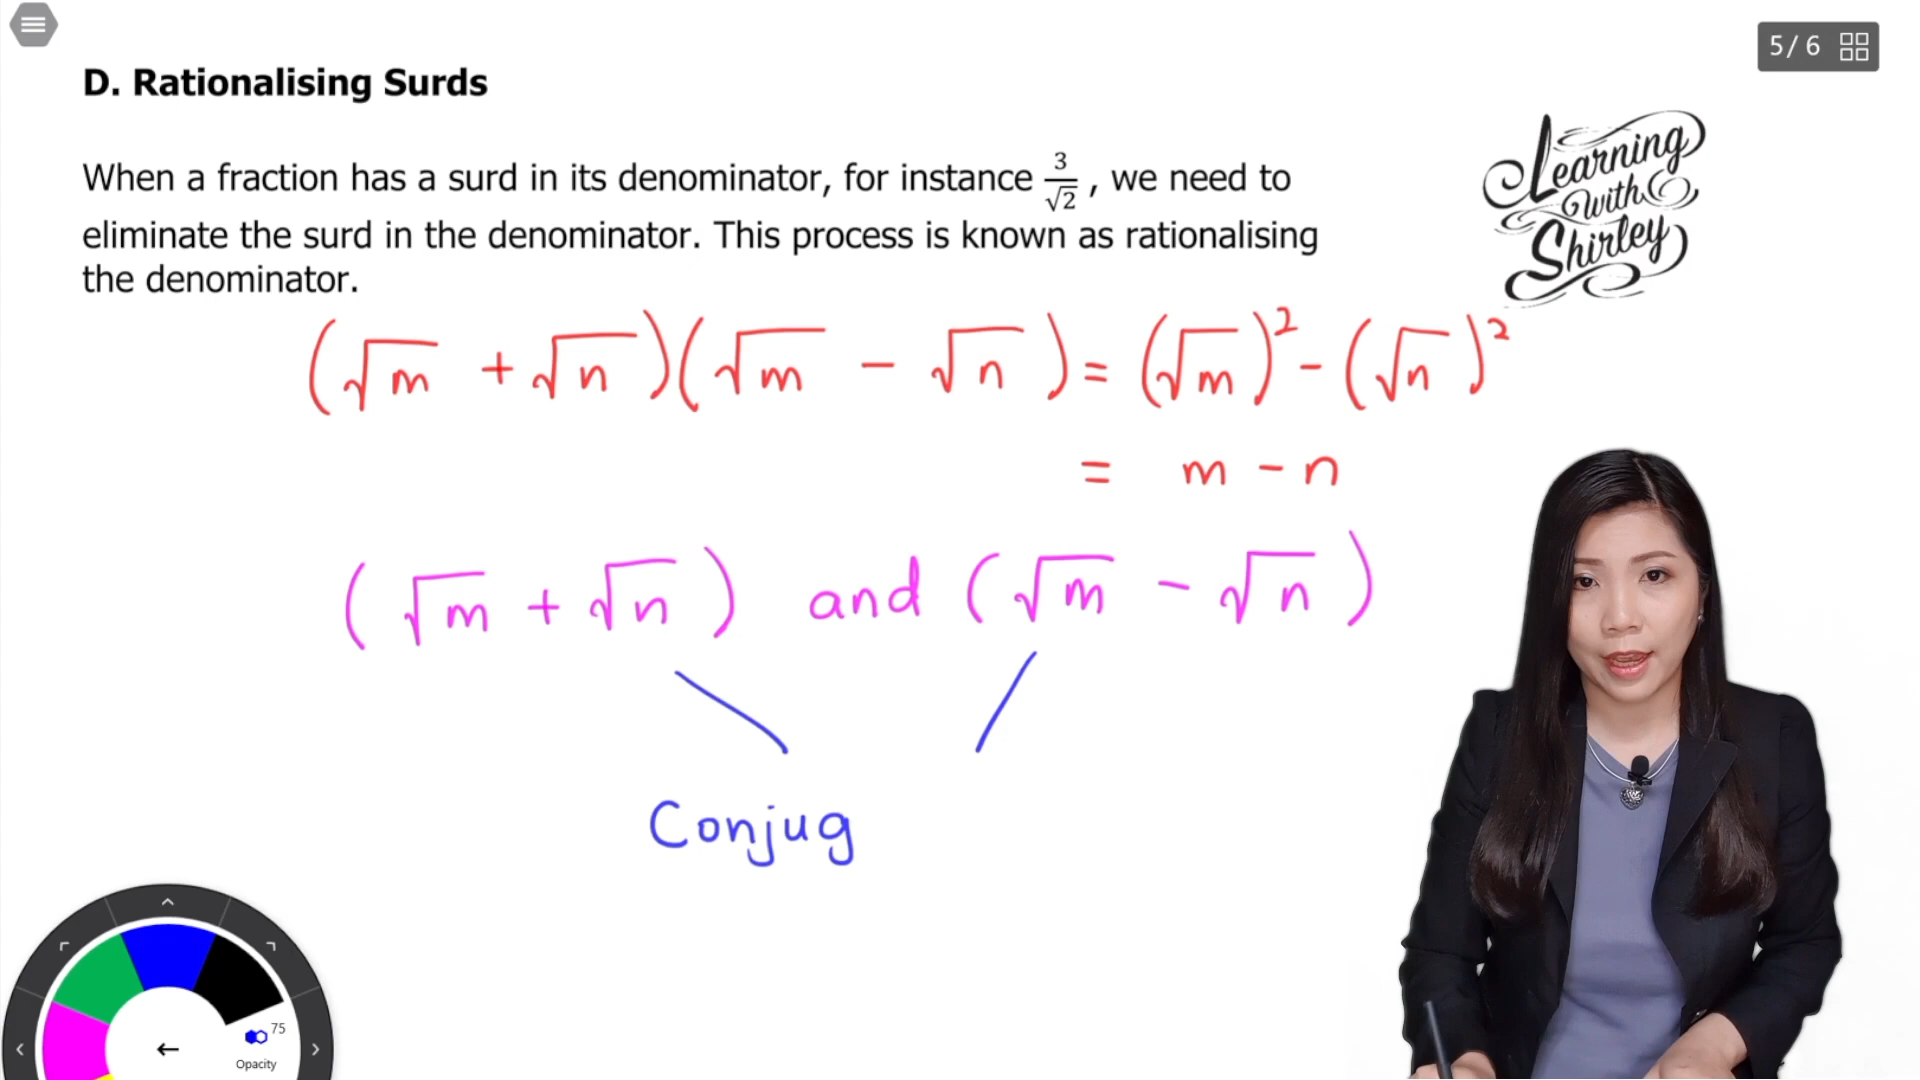 5/ 6
D. Rationalising Surds
Learning
with
Shirley
When a fraction has a surd in its denominator, for instance 3/√2 , we need to
eliminate the surd in the denominator. This process is known as rationalising
the denominator.
(√m + √n)(√m - √n) = (√m)² - (√n)²
= m - n
(√m + √n) and (√m - √n)
Conjug
75
Opacity